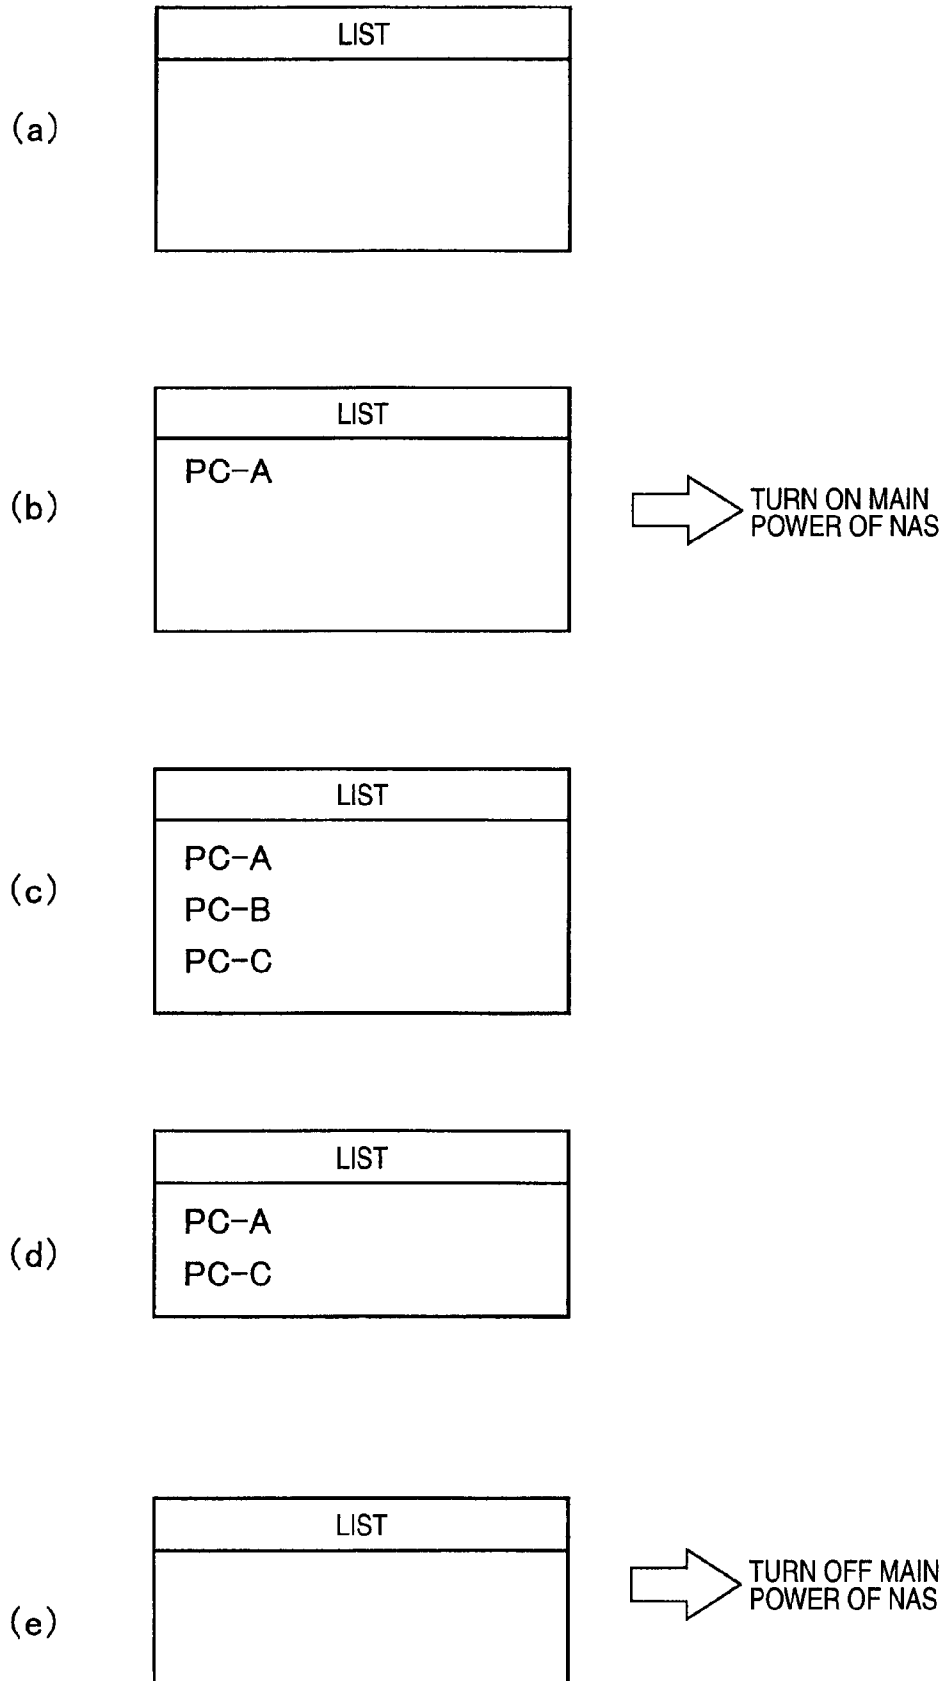 LIST
(a)
LIST
PC-A
(b)
TURN ON MAIN
POWER OF NAS
LIST
PC-A
(c)
PC-B
PC-C
LIST
PC-A
(d)
PC-C
LIST
TURN OFF MAIN
POWER OF NAS
(e)